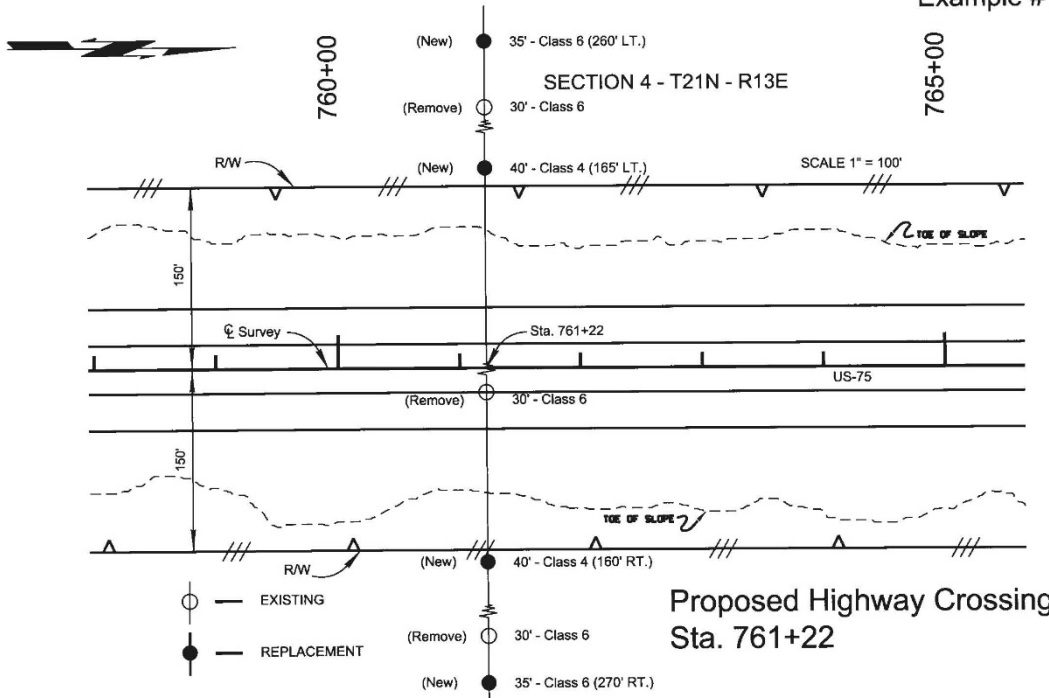 Example #
(New) 35' - Class 6 (260' LT.)
760+00
765+00
SECTION 4 - T21N - R13E
(Remove) 30' - Class 6
(New) 40' - Class 4 (165' LT.)
SCALE 1" = 100'
R/W
TOE OF SLOPE
150'
℄ Survey
Sta. 761+22
US-75
(Remove) 30' - Class 6
150'
TOE OF SLOPE
R/W
(New) 40' - Class 4 (160' RT.)
EXISTING
REPLACEMENT
(Remove) 30' - Class 6
(New) 35' - Class 6 (270' RT.)
Proposed Highway Crossing
Sta. 761+22